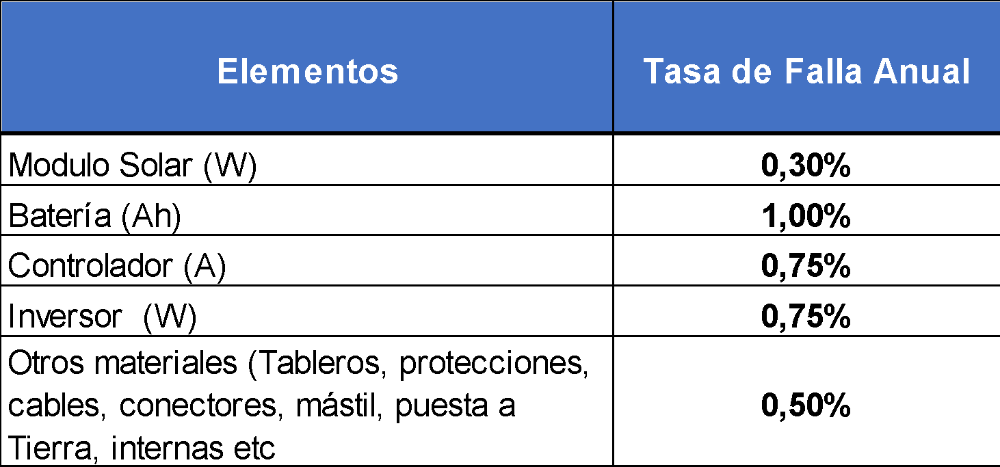 Elementos Tasa de Falla Anual
Modulo Solar (W) 0,30%
Batería (Ah) 1,00%
Controlador (A) 0,75%
Inversor (W) 0,75%
Otros materiales (Tableros, protecciones,
cables, conectores, mástil, puesta a
Tierra, internas etc
0,50%